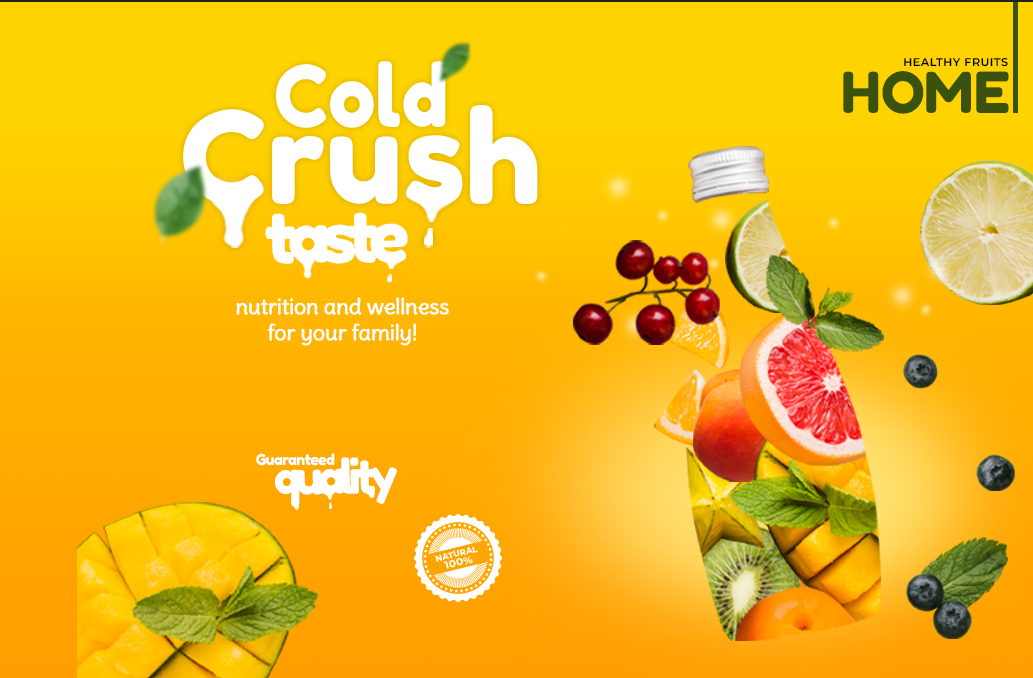 Cold
Crush
taste
nutrition and wellness
for your family!
HEALTHY FRUITS
HOME
Guaranteed
quality
NATURAL
100%